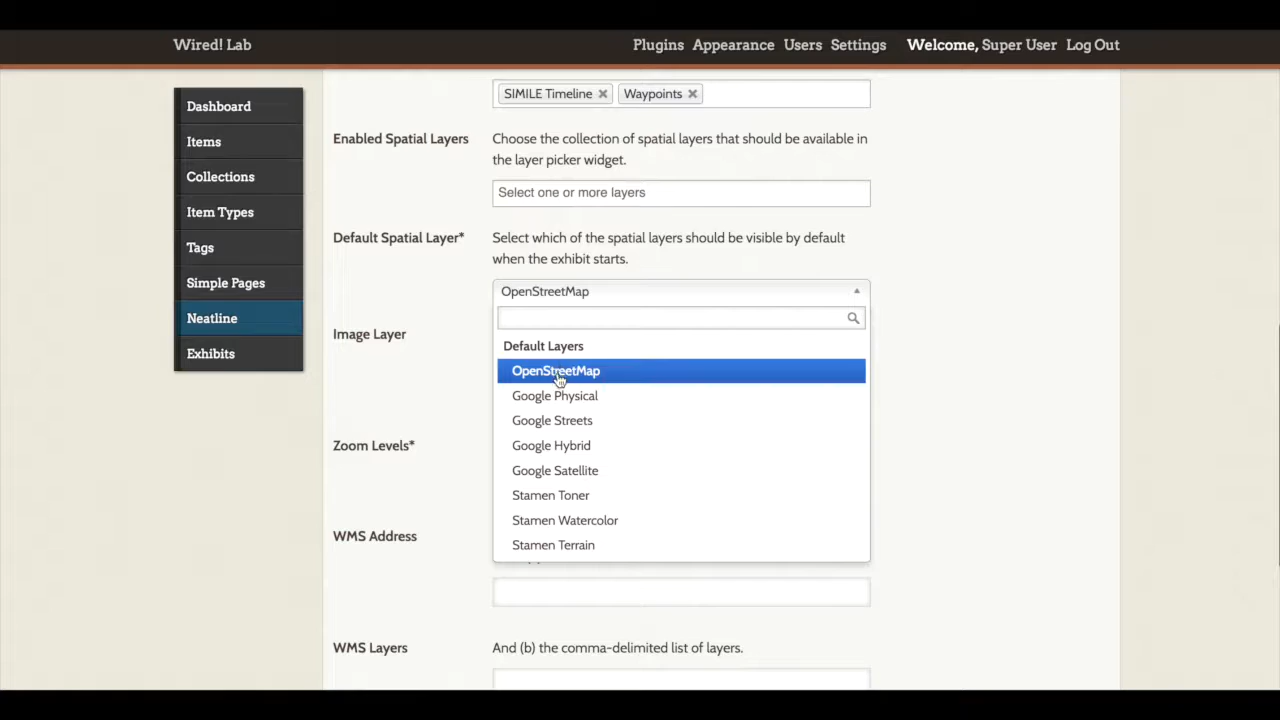 Wired! Lab
Plugins Appearance Users Settings Welcome, Super User Log Out
Dashboard
Items
Collections
Item Types
Tags
Simple Pages
Neatline
Exhibits
SIMILE Timeline Waypoints
Enabled Spatial Layers
Choose the collection of spatial layers that should be available in
the layer picker widget.
Select one or more layers
Default Spatial Layer*
Select which of the spatial layers should be visible by default
when the exhibit starts.
OpenStreetMap
Image Layer
Default Layers
OpenStreetMap
Google Physical
Google Streets
Google Hybrid
Google Satellite
Stamen Toner
Stamen Watercolor
Stamen Terrain
Zoom Levels*
WMS Address
WMS Layers
And (b) the comma-delimited list of layers.